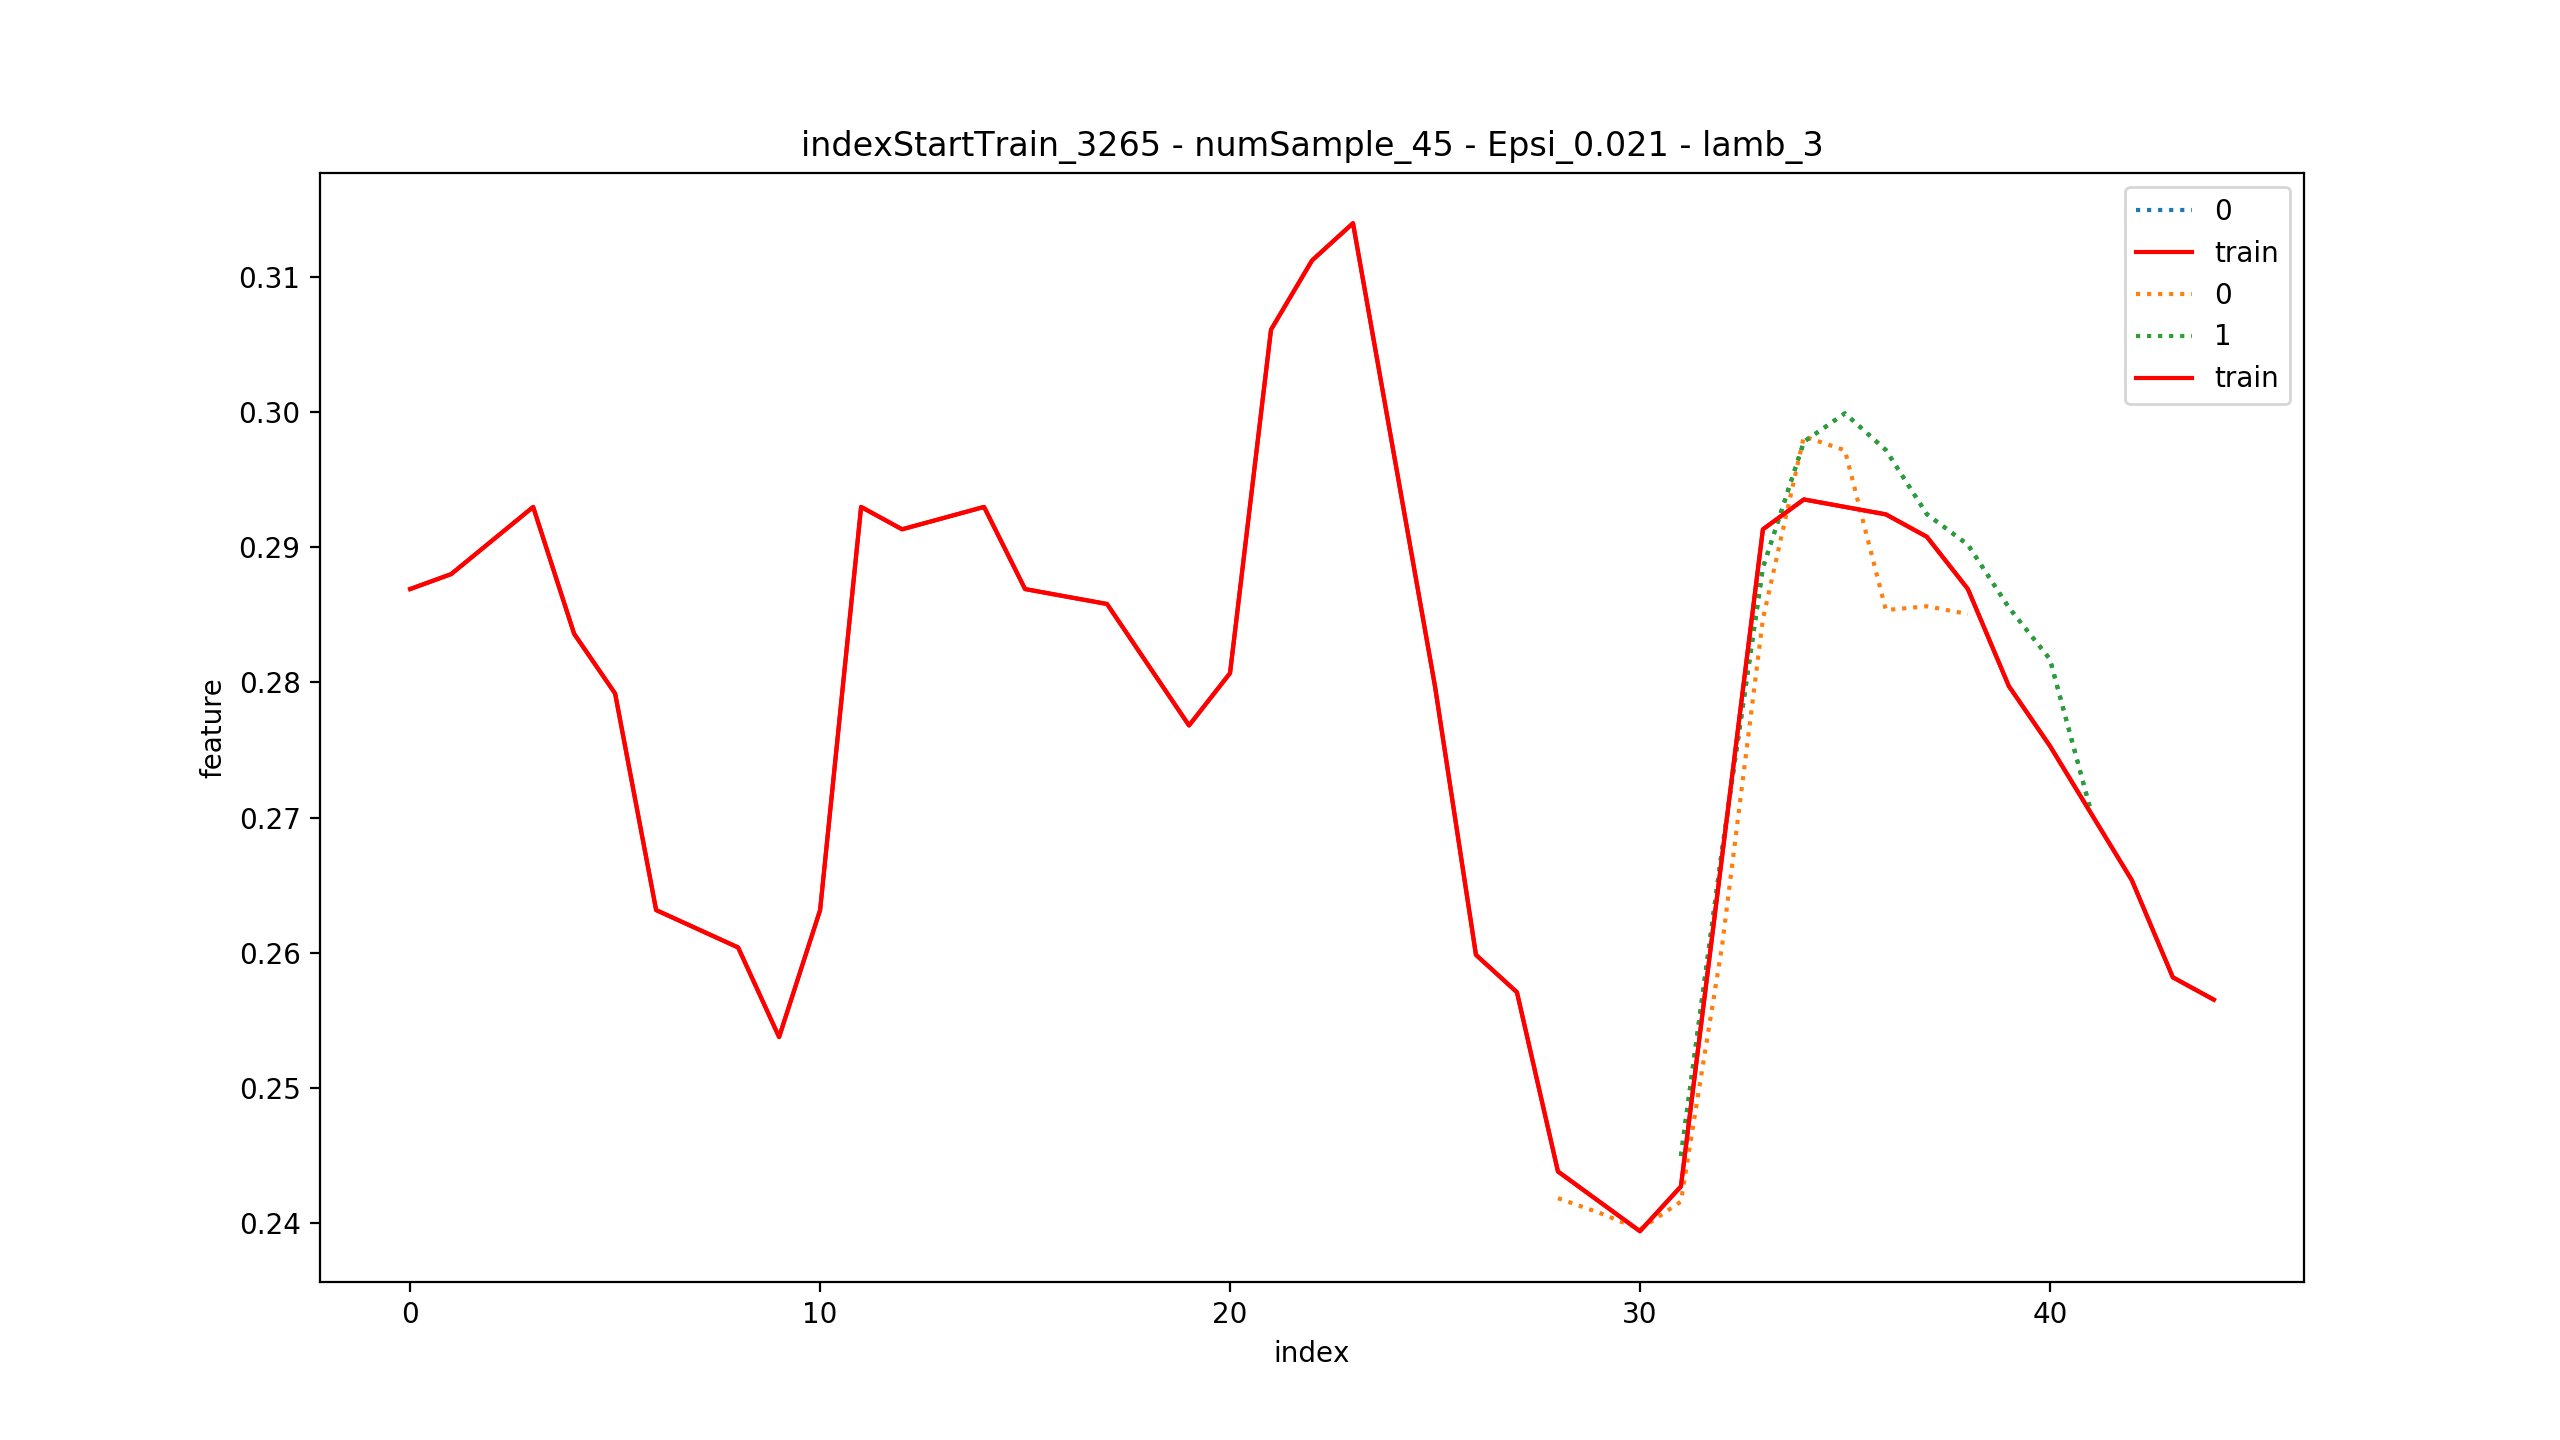 indexStartTrain_3265 - numSample_45 - Epsi_0.021 - lamb_3
0
train
0
1
train
0.31
0.30
0.29
0.28
0.27
0.26
0.25
0.24
feature
0 10 20 30 40
index